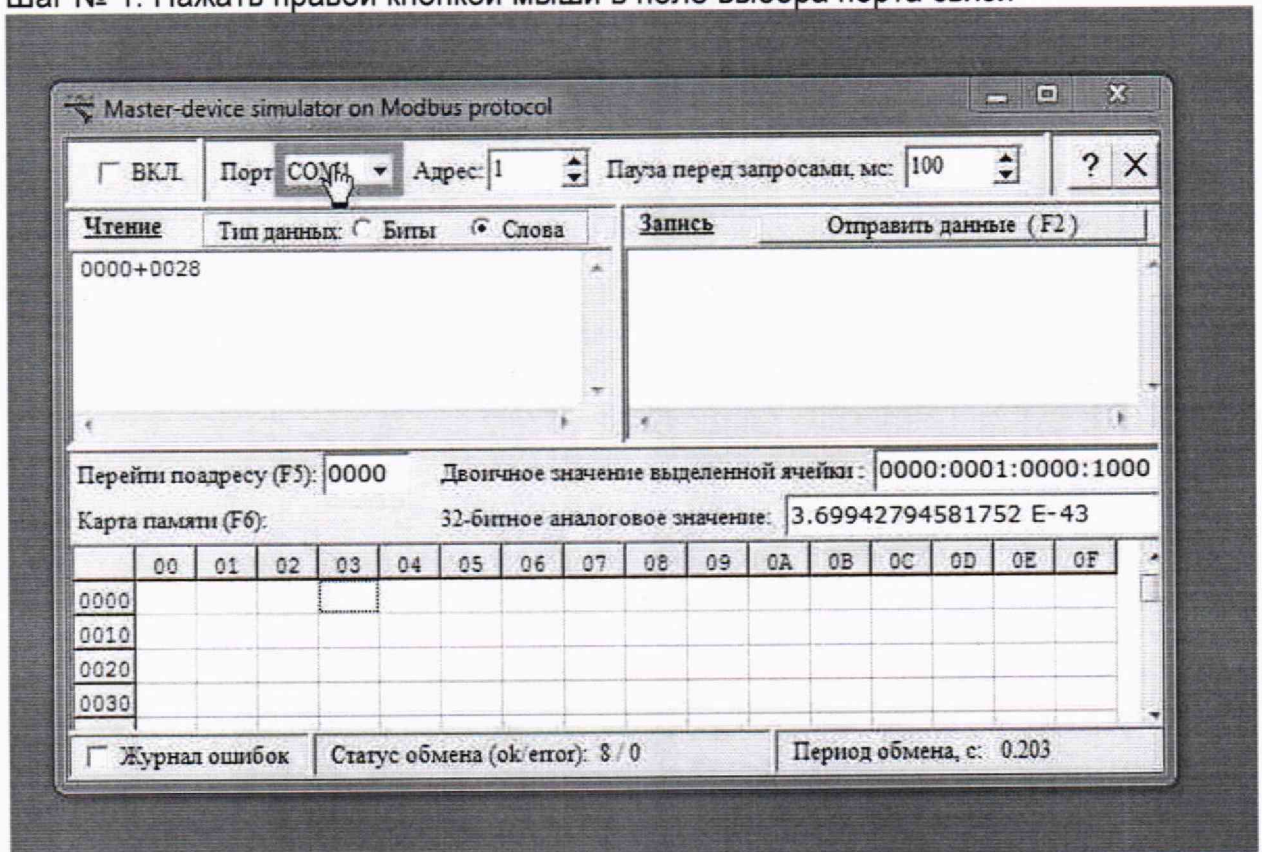 Шаг № 1. Нажать правой кнопкой мыши в поле выбора порта связи
Master-device simulator on Modbus protocol
ВКЛ. Порт COM1 Адрес: 1 Пауза перед запросами, мс: 100 ? X
Чтение Тип данных: Биты Слова Запись Отправить данные (F2)
0000+0028
Перейти поадресу (F5): 0000 Двоичное значение выделенной ячейки: 0000:0001:0000:1000
Карта памяти (F6): 32-битное аналоговое значение: 3.69942794581752 E-43
00 01 02 03 04 05 06 07 08 09 0A 0B 0C 0D 0E 0F
0000
0010
0020
0030
Журнал ошибок Статус обмена (ok/error): 8 / 0 Период обмена, с: 0.203